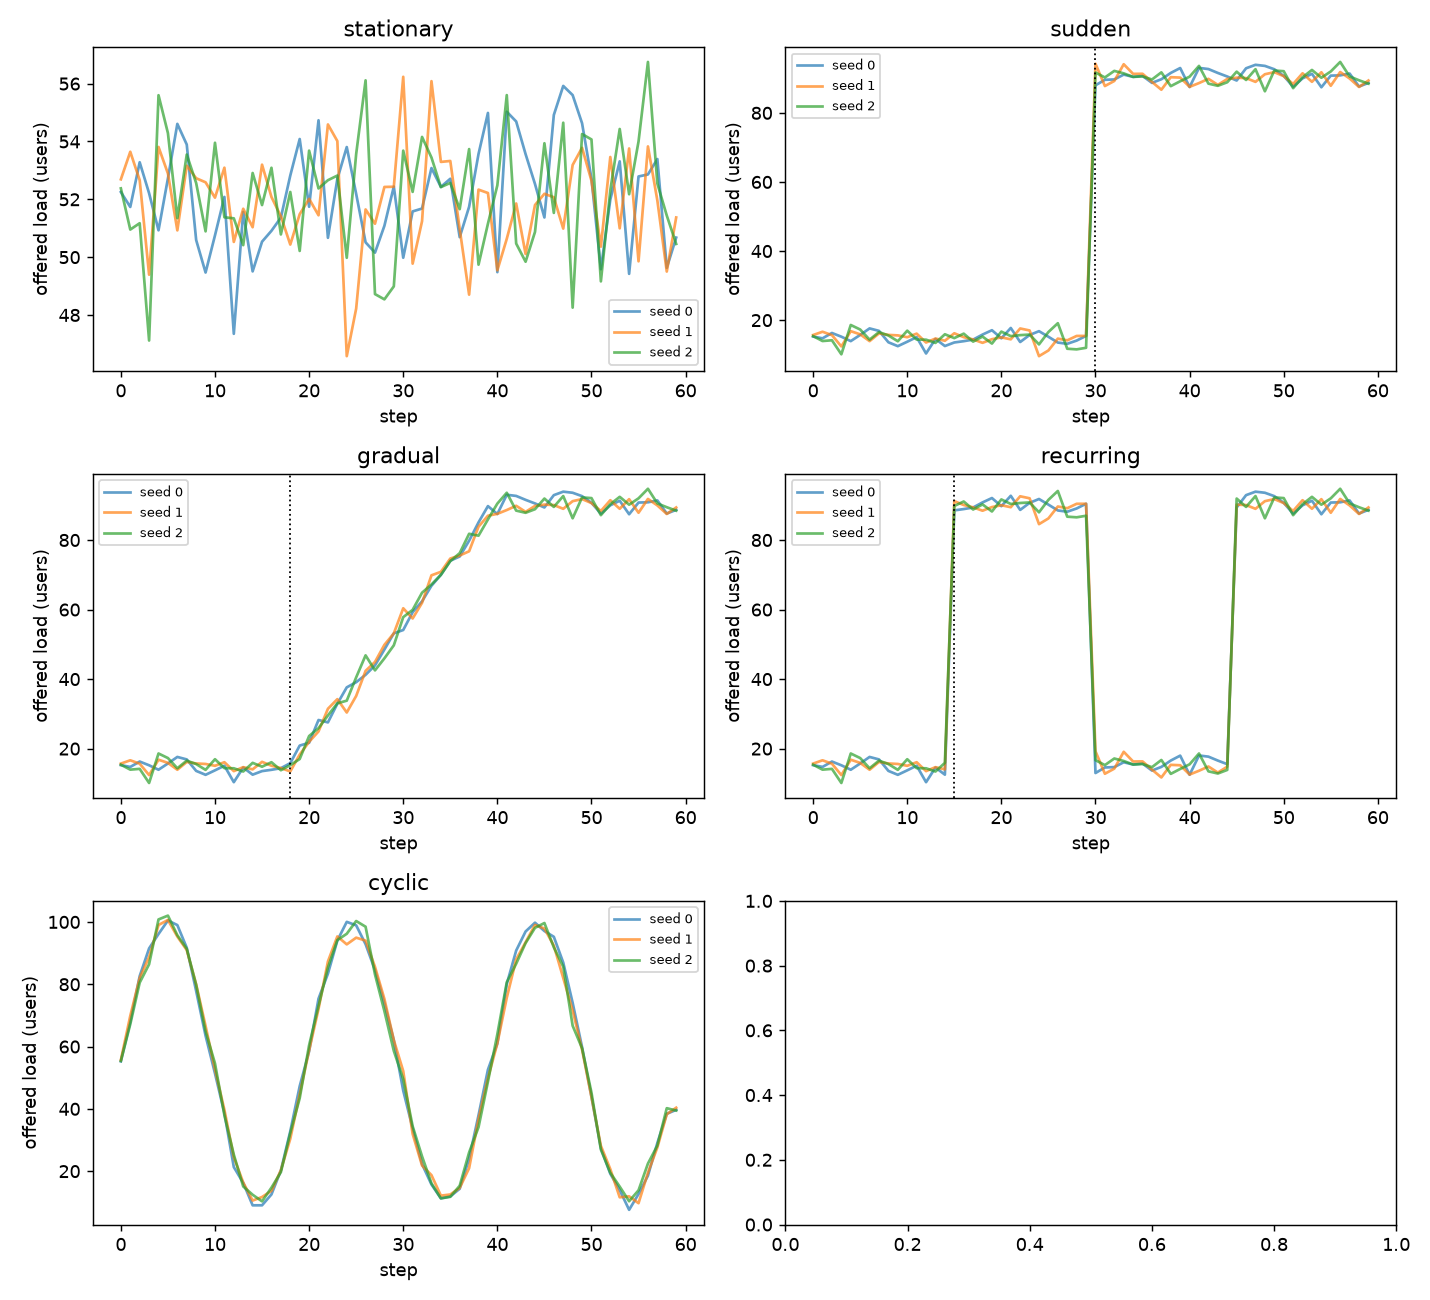 stationary
offered load (users)
56
54
52
50
48
0 10 20 30 40 50 60
step
seed 0
seed 1
seed 2
sudden
offered load (users)
80
60
40
20
0 10 20 30 40 50 60
step
seed 0
seed 1
seed 2
gradual
offered load (users)
80
60
40
20
0 10 20 30 40 50 60
step
seed 0
seed 1
seed 2
recurring
offered load (users)
80
60
40
20
0 10 20 30 40 50 60
step
seed 0
seed 1
seed 2
cyclic
offered load (users)
100
80
60
40
20
0 10 20 30 40 50 60
step
seed 0
seed 1
seed 2
1.0
0.8
0.6
0.4
0.2
0.0
0.0 0.2 0.4 0.6 0.8 1.0